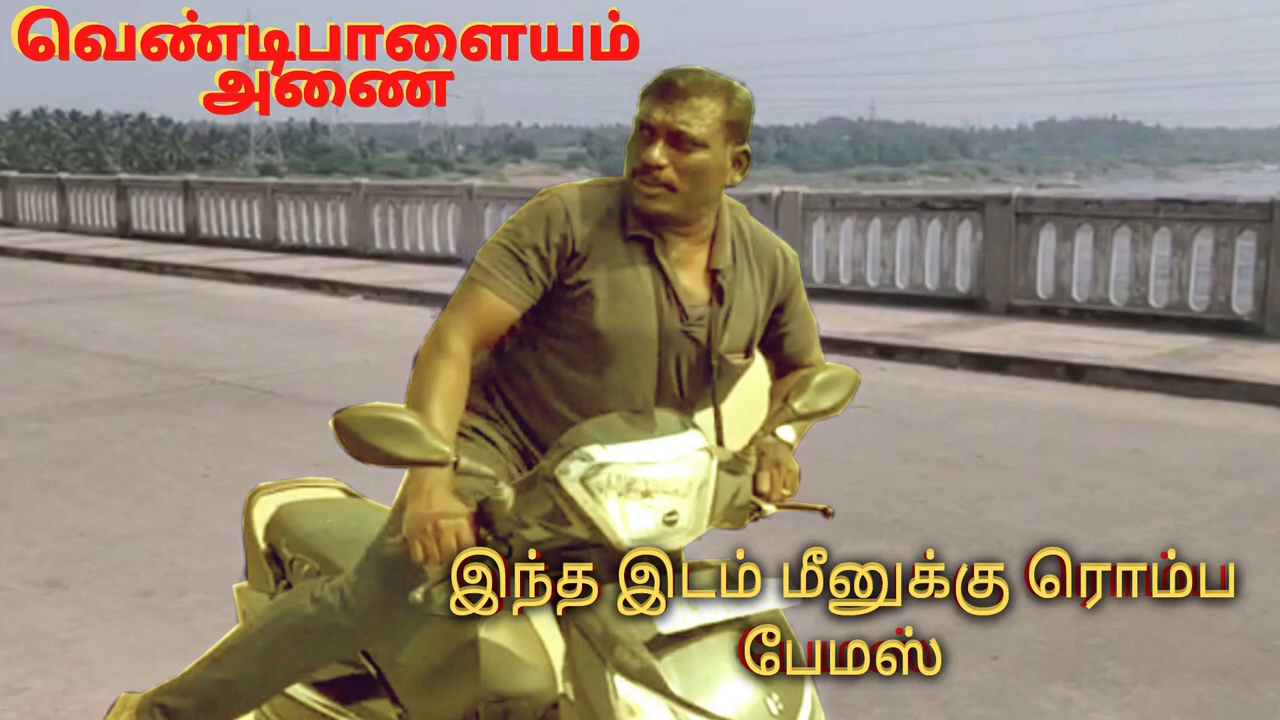 வெண்டிபாளையம்
அணை
இந்த இடம் மீனுக்கு ரொம்ப
பேமஸ்